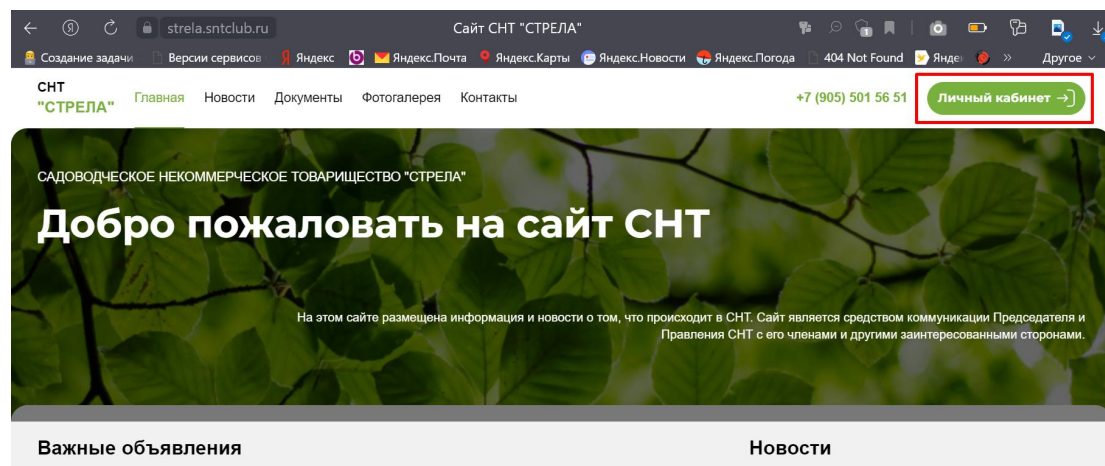 strela.sntclub.ru Сайт СНТ "СТРЕЛА"
Создание задачи Версии сервисов Яндекс Яндекс.Почта Яндекс.Карты Яндекс.Новости Яндекс.Погода 404 Not Found Янде » Другое
СНТ
"СТРЕЛА" Главная Новости Документы Фотогалерея Контакты +7 (905) 501 56 51 Личный кабинет
САДОВОДЧЕСКОЕ НЕКОММЕРЧЕСКОЕ ТОВАРИЩЕСТВО "СТРЕЛА"
Добро пожаловать на сайт СНТ
На этом сайте размещена информация и новости о том, что происходит в СНТ. Сайт является средством коммуникации Председателя и
Правления СНТ с его членами и другими заинтересованными сторонами.
Важные объявления Новости